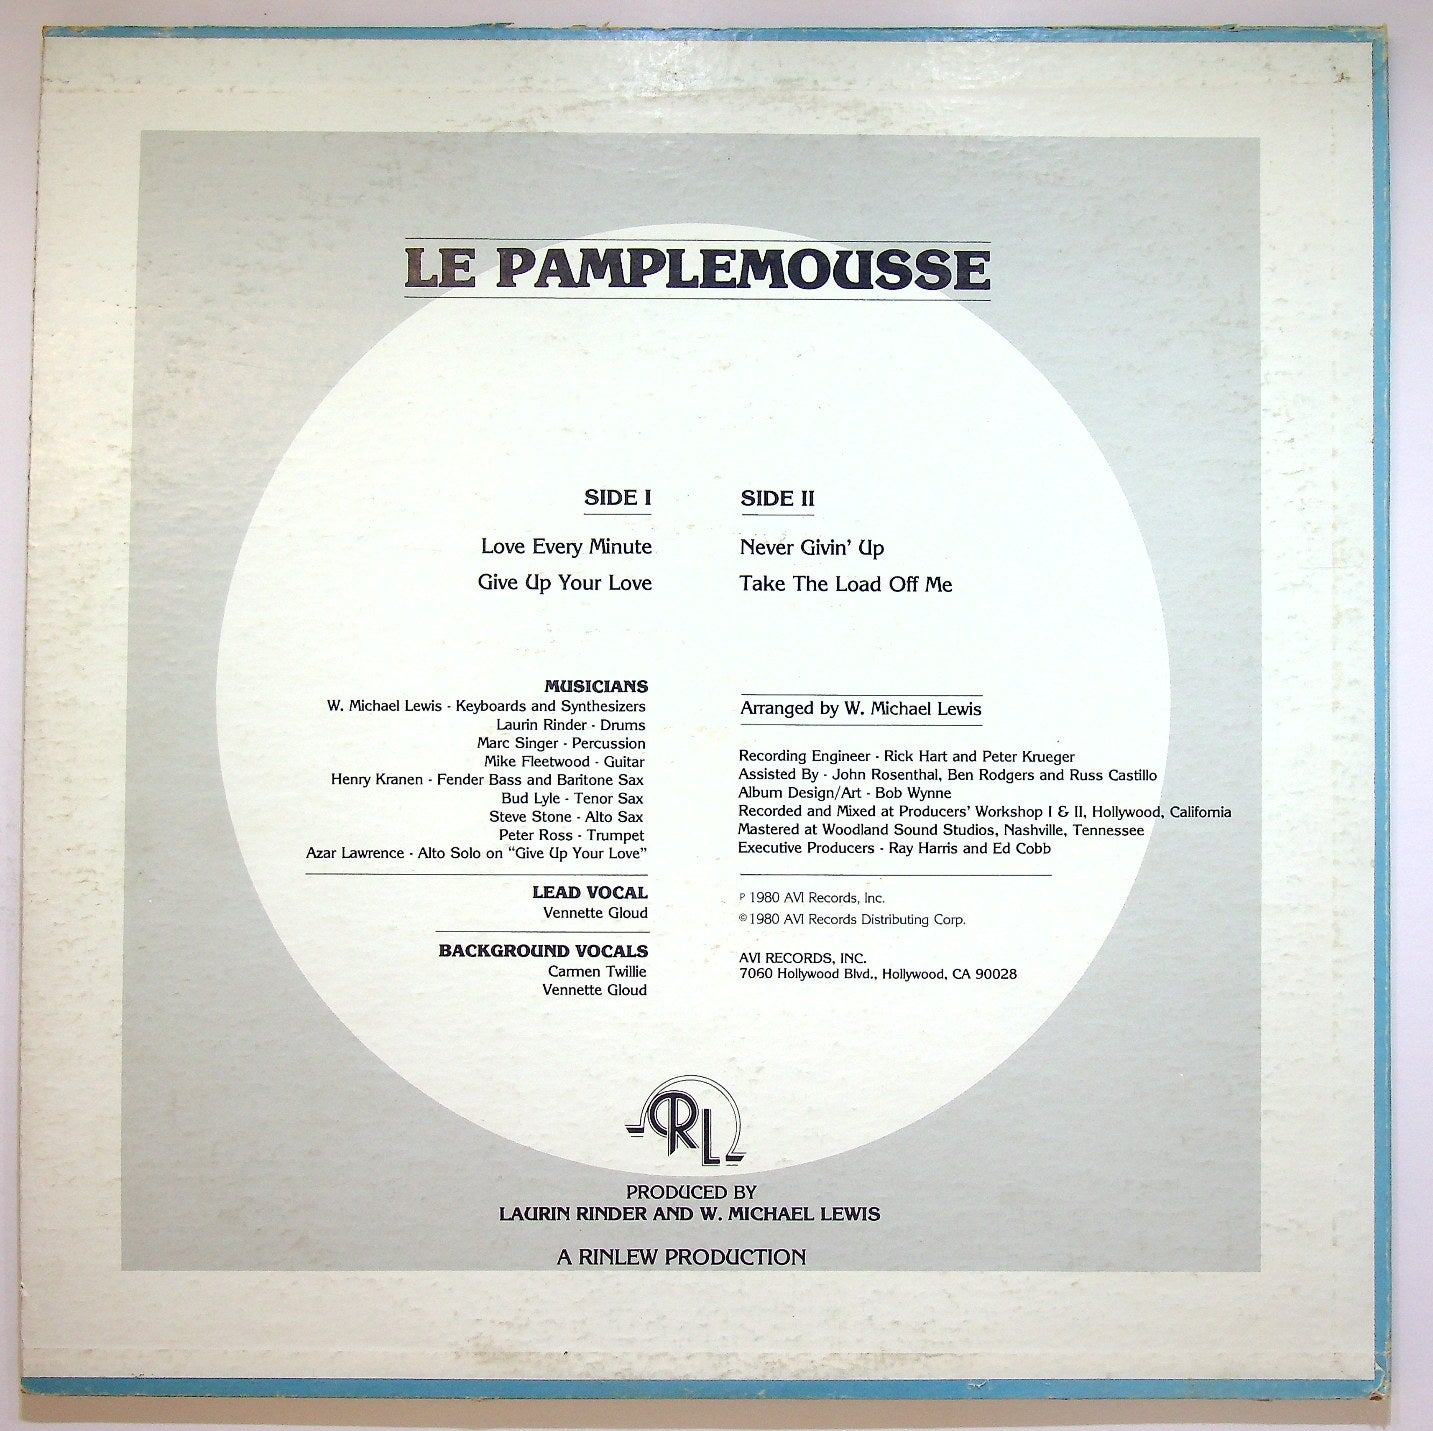 LE PAMPLEMOUSSE
SIDE I
Love Every Minute
Give Up Your Love
SIDE II
Never Givin' Up
Take The Load Off Me
MUSICIANS
W. Michael Lewis - Keyboards and Synthesizers
Laurin Rinder - Drums
Marc Singer - Percussion
Mike Fleetwood - Guitar
Henry Kranen - Fender Bass and Baritone Sax
Bud Lyle - Tenor Sax
Steve Stone - Alto Sax
Peter Ross - Trumpet
Azar Lawrence - Alto Solo on “Give Up Your Love”
LEAD VOCAL
Vennette Gloud
BACKGROUND VOCALS
Carmen Twillie
Vennette Gloud
Arranged by W. Michael Lewis
Recording Engineer - Rick Hart and Peter Krueger
Assisted By - John Rosenthal, Ben Rodgers and Russ Castillo
Album Design/Art - Bob Wynne
Recorded and Mixed at Producers' Workshop I & II, Hollywood, California
Mastered at Woodland Sound Studios, Nashville, Tennessee
Executive Producers - Ray Harris and Ed Cobb
P 1980 AVI Records, Inc.
© 1980 AVI Records Distributing Corp.
AVI RECORDS, INC.
7060 Hollywood Blvd., Hollywood, CA 90028
RL
PRODUCED BY
LAURIN RINDER AND W. MICHAEL LEWIS
A RINLEW PRODUCTION